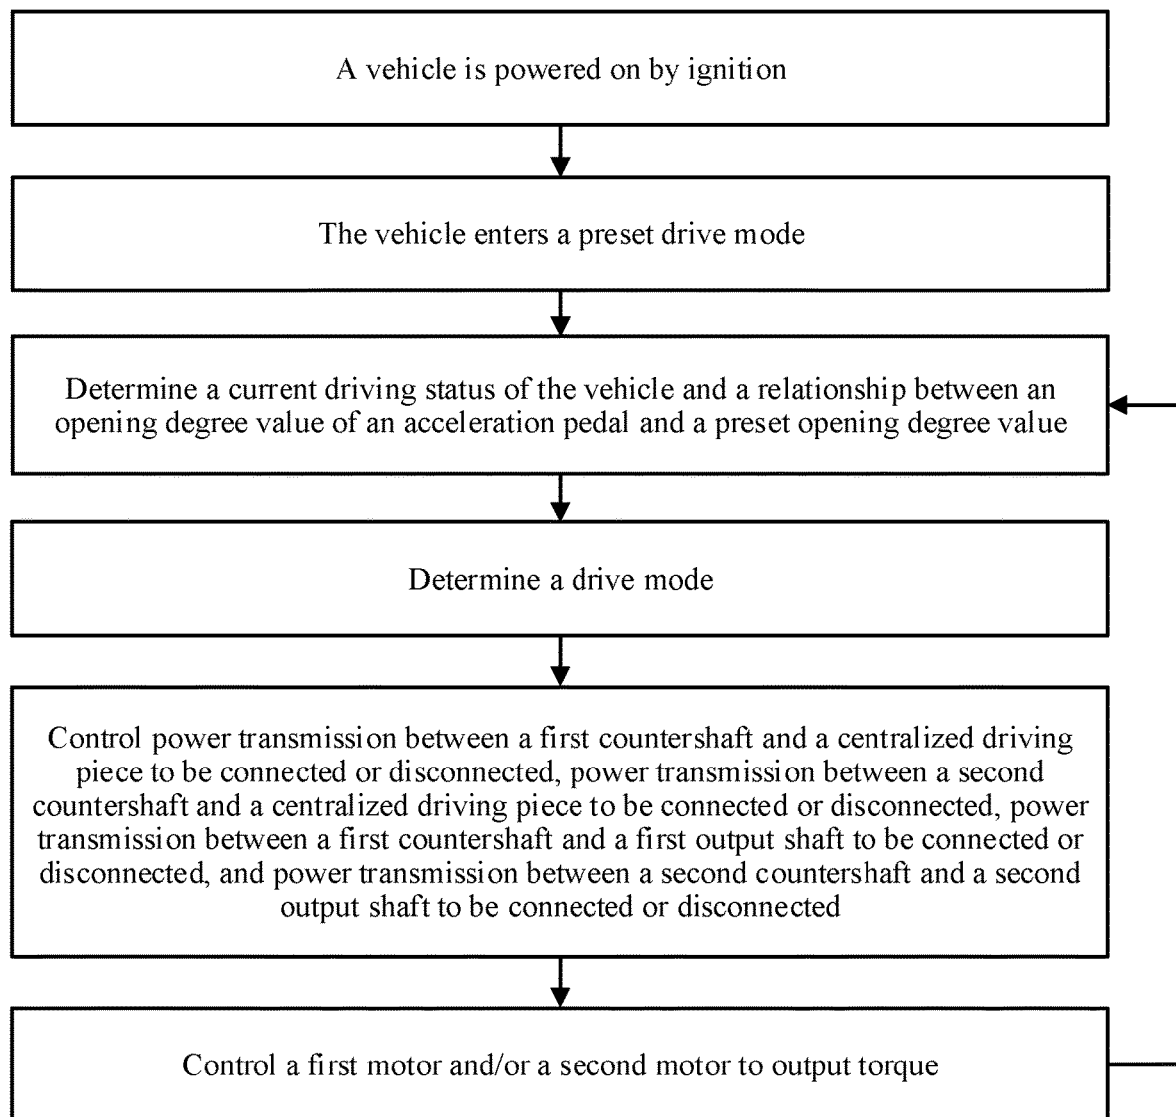 A vehicle is powered on by ignition
The vehicle enters a preset drive mode
Determine a current driving status of the vehicle and a relationship between an
opening degree value of an acceleration pedal and a preset opening degree value
Determine a drive mode
Control power transmission between a first countershaft and a centralized driving
piece to be connected or disconnected, power transmission between a second
countershaft and a centralized driving piece to be connected or disconnected, power
transmission between a first countershaft and a first output shaft to be connected or
disconnected, and power transmission between a second countershaft and a second
output shaft to be connected or disconnected
Control a first motor and/or a second motor to output torque